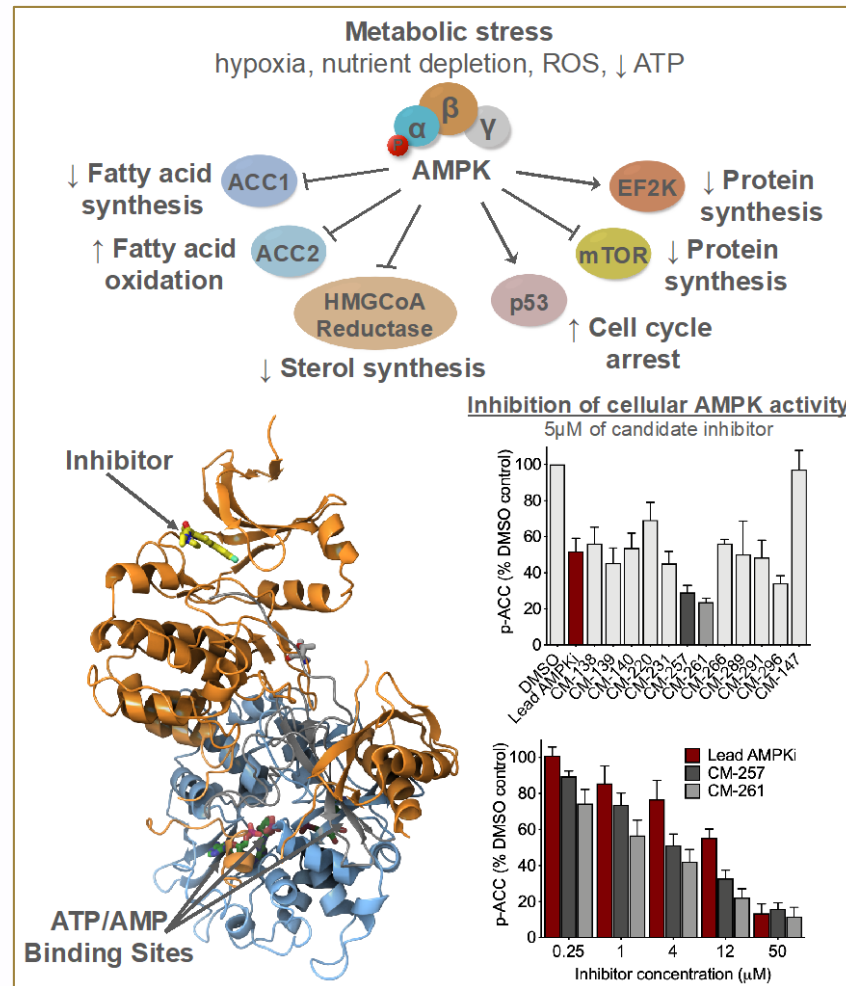 Metabolic stress
hypoxia, nutrient depletion, ROS, ↓ ATP
β
α
γ
P
AMPK
↓ Fatty acid
synthesis
ACC1
EF2K
↓ Protein
synthesis
↑ Fatty acid
oxidation
ACC2
mTOR
↓ Protein
synthesis
HMGCoA
Reductase
p53
↓ Sterol synthesis
↑ Cell cycle
arrest
Inhibitor
ATP/AMP
Binding Sites
Inhibition of cellular AMPK activity
5µM of candidate inhibitor
p-ACC (% DMSO control)
100
80
60
40
20
0
DMSO
Lead AMPKi
CM-138
CM-139
CM-140
CM-220
CM-231
CM-257
CM-261
CM-266
CM-289
CM-291
CM-296
CM-147
p-ACC (% DMSO control)
100
80
60
40
20
0
Lead AMPKi
CM-257
CM-261
0.25 1 4 12 50
Inhibitor concentration (µM)